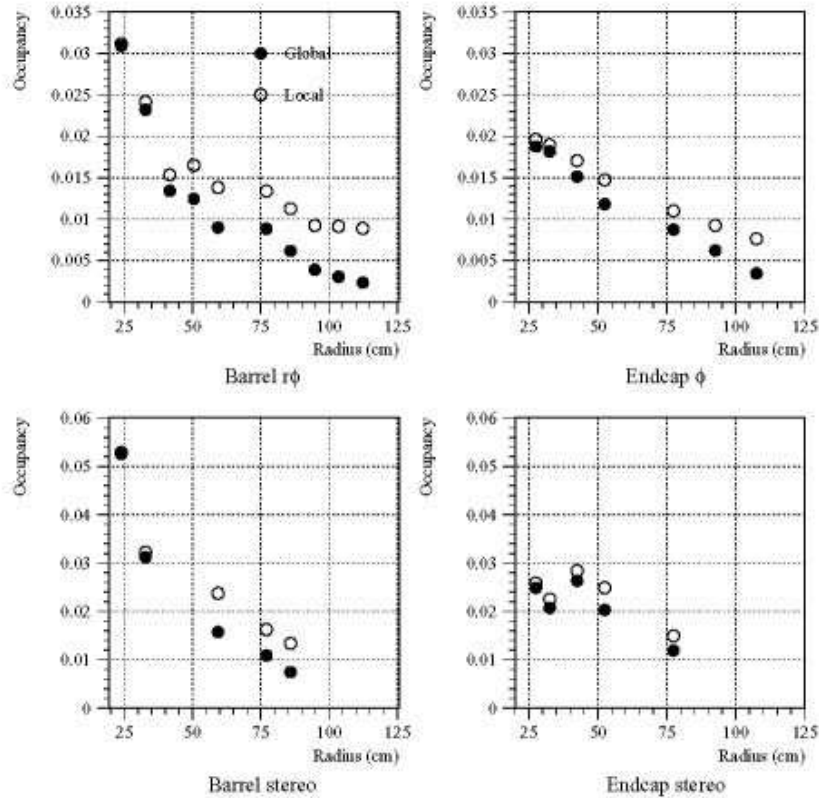 Occupancy
0.035
0.03
0.025
0.02
0.015
0.01
0.005
0
Global
Local
25 50 75 100 125
Radius (cm)
Barrel rϕ
Occupancy
0.035
0.03
0.025
0.02
0.015
0.01
0.005
0
25 50 75 100 125
Radius (cm)
Endcap ϕ
Occupancy
0.06
0.05
0.04
0.03
0.02
0.01
0
25 50 75 100 125
Radius (cm)
Barrel stereo
Occupancy
0.06
0.05
0.04
0.03
0.02
0.01
0
25 50 75 100 125
Radius (cm)
Endcap stereo